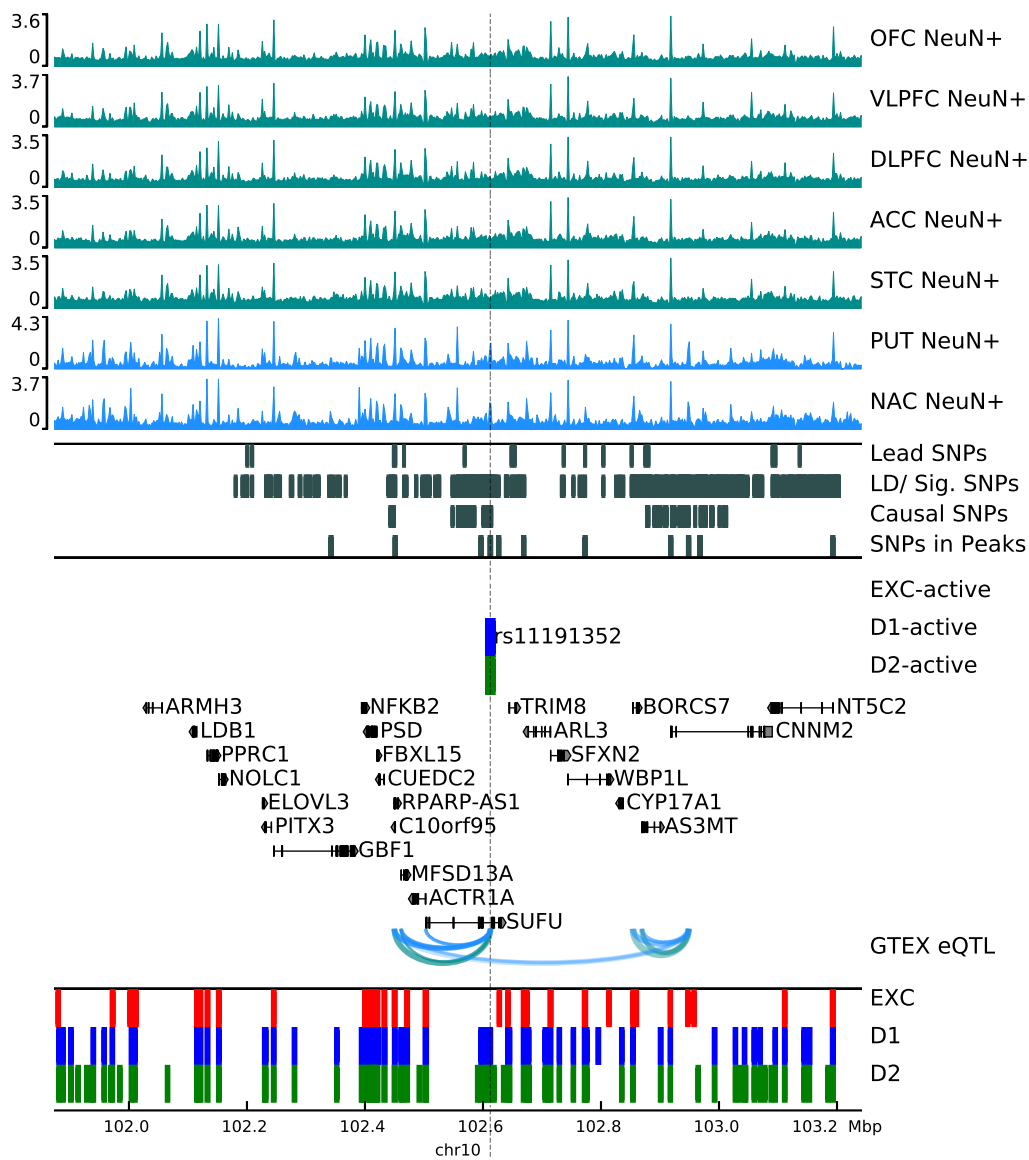 3.6
0
OFC NeuN+
3.7
0
VLPFC NeuN+
3.5
0
DLPFC NeuN+
3.5
0
ACC NeuN+
3.5
0
STC NeuN+
4.3
0
PUT NeuN+
3.7
0
NAC NeuN+
Lead SNPs
LD/ Sig. SNPs
Causal SNPs
SNPs in Peaks
EXC-active
rs11191352 D1-active
D2-active
ARMH3 NFKB2 TRIM8 BORCS7 NT5C2
LDB1 PSD ARL3 CNNM2
PPRC1 FBXL15 SFXN2
NOLC1 CUEDC2 WBP1L
ELOVL3 RPARP-AS1 CYP17A1
PITX3 C10orf95 AS3MT
GBF1
MFSD13A
ACTR1A
SUFU
GTEX eQTL
EXC
D1
D2
102.0 102.2 102.4 102.6 102.8 103.0 103.2 Mbp
chr10